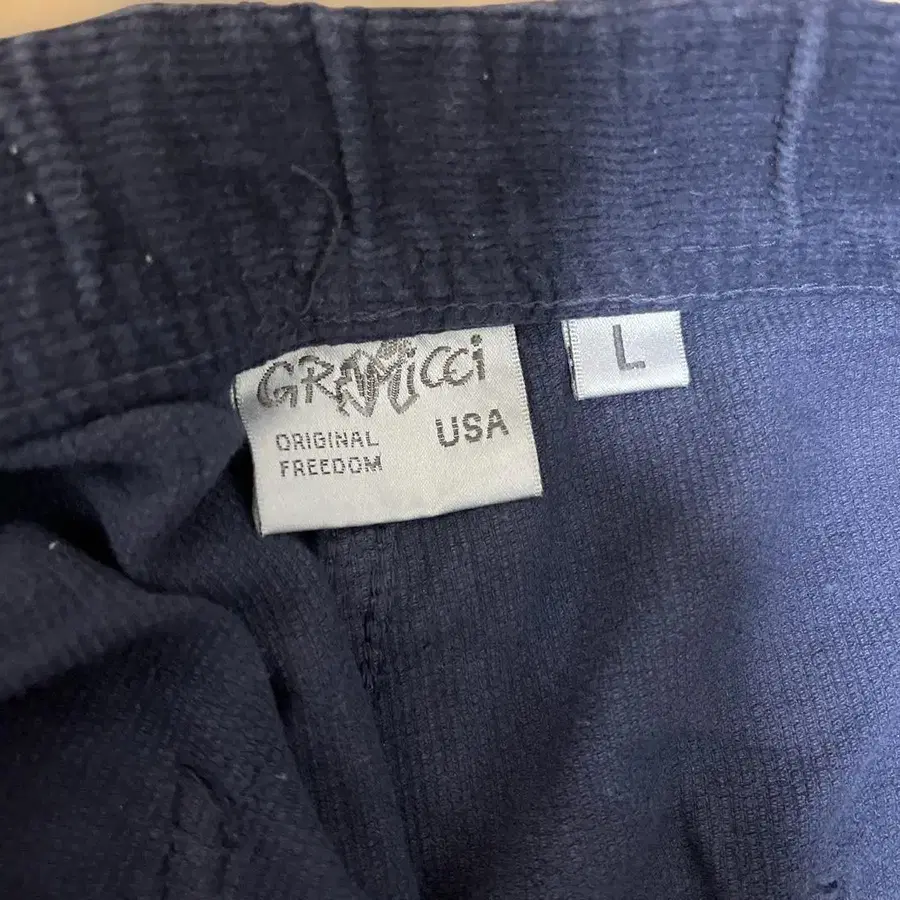 GRAMiCCi
ORIGINAL
FREEDOM
USA
L